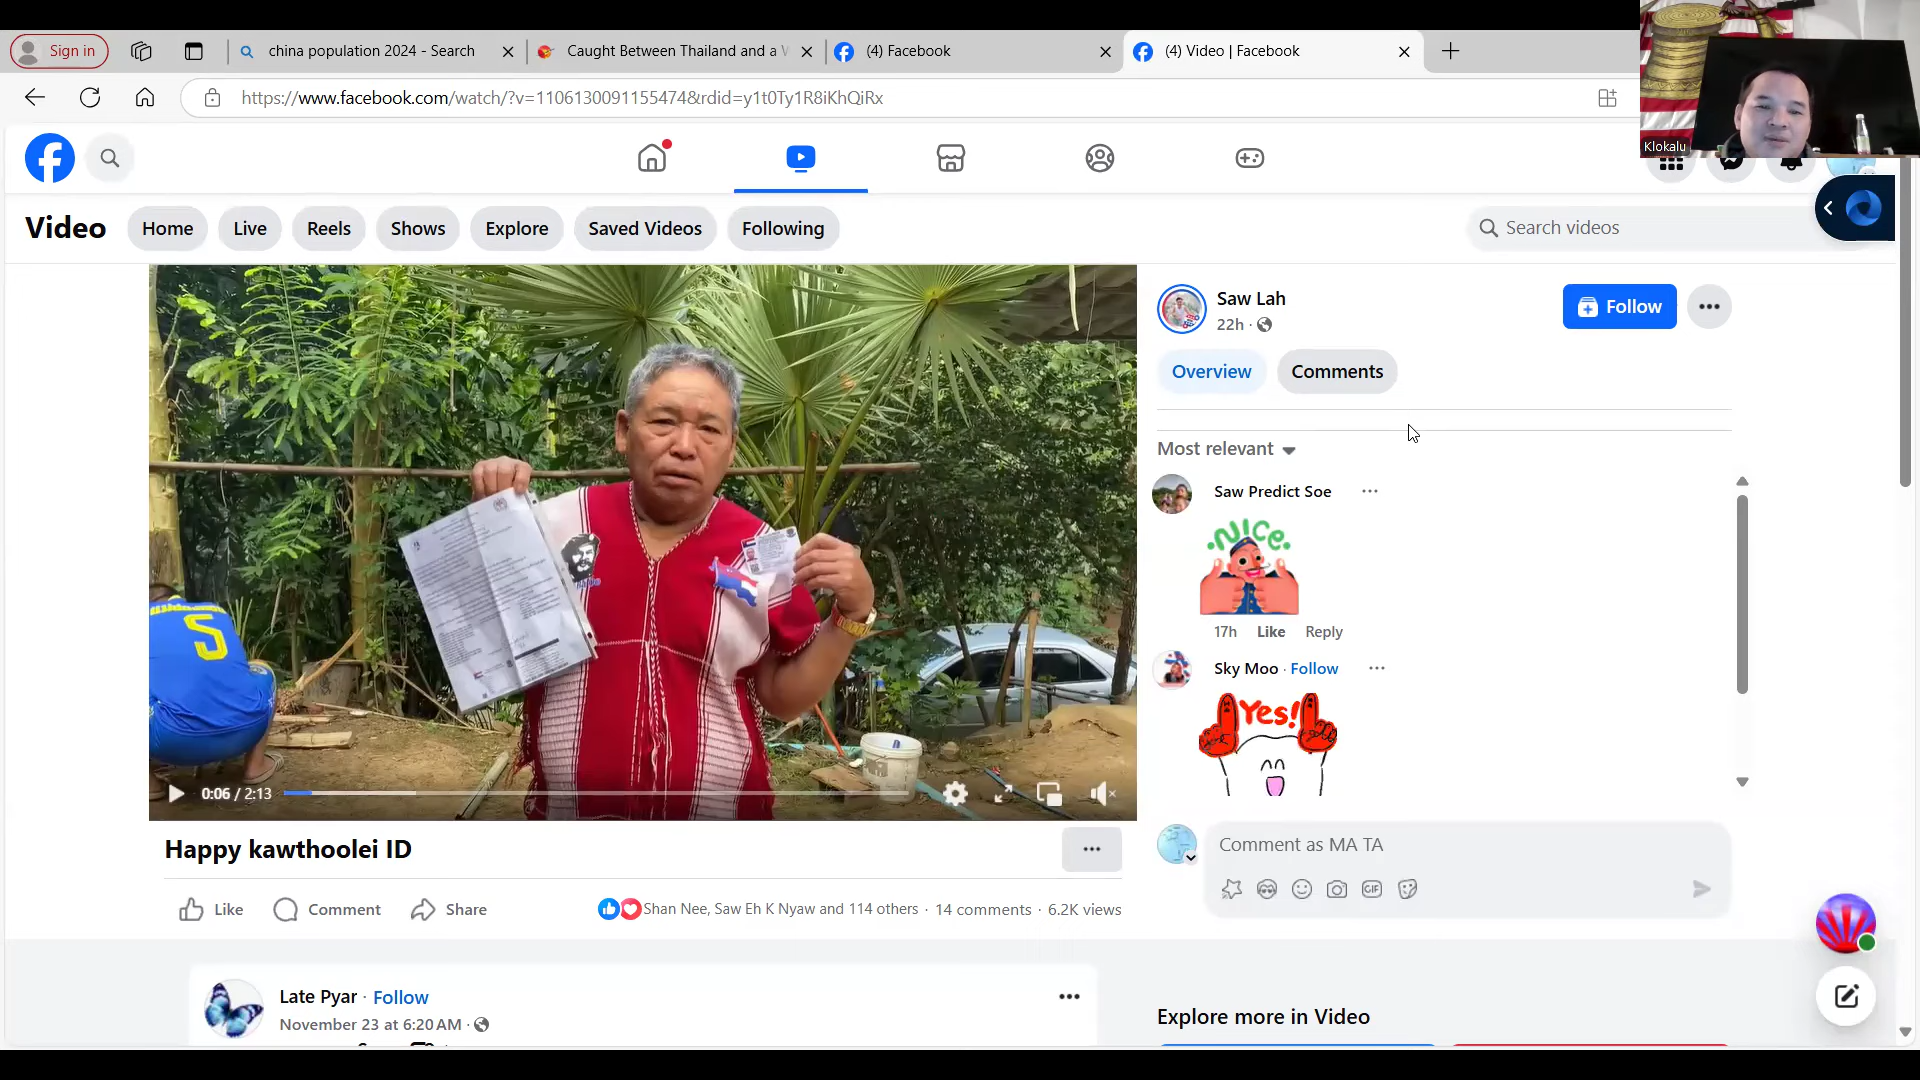 Sign in
china population 2024 - Search
Caught Between Thailand and a
(4) Facebook
(4) Video | Facebook
https://www.facebook.com/watch/?v=1106130091155474&rdid=y1t0Ty1R8iKhQiRx
Klokalu
Video
Home
Live
Reels
Shows
Explore
Saved Videos
Following
Search videos
Saw Lah
22h ·
Follow
Overview
Comments
Most relevant
Saw Predict Soe
NICE.
17h Like Reply
Sky Moo · Follow
Yes!
5
0:06 / 2:13
Happy kawthoolei ID
Like
Comment
Share
Shan Nee, Saw Eh K Nyaw and 114 others · 14 comments · 6.2K views
Comment as MA TA
GIF
Late Pyar · Follow
November 23 at 6:20 AM ·
Explore more in Video